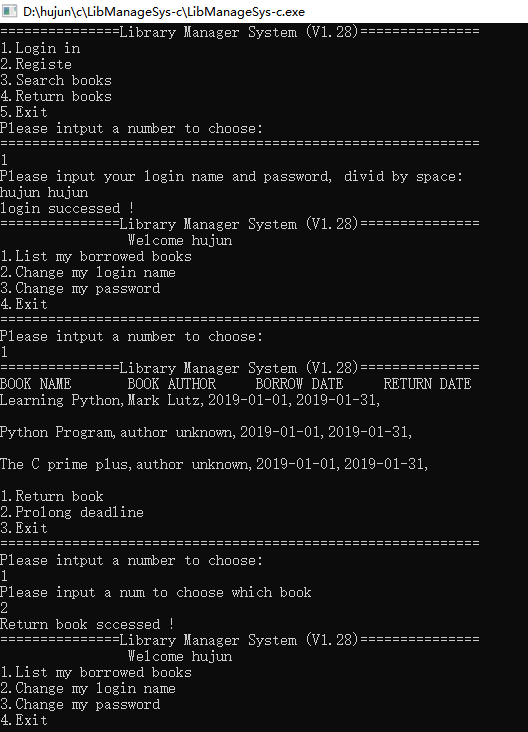 D:\hujun\c\LibManageSys-c\LibManageSys-c.exe
===============Library Manager System (V1.28)===============
1.Login in
2.Registe
3.Search books
4.Return books
5.Exit
Please intput a number to choose:
============================================================
1
Please input your login name and password, divid by space:
hujun hujun
login successed !
===============Library Manager System (V1.28)===============
Welcome hujun
1.List my borrowed books
2.Change my login name
3.Change my password
4.Exit
============================================================
Please intput a number to choose:
1
===============Library Manager System (V1.28)===============
BOOK NAME       BOOK AUTHOR     BORROW DATE     RETURN DATE
Learning Python,Mark Lutz,2019-01-01,2019-01-31,
Python Program,author unknown,2019-01-01,2019-01-31,
The C prime plus,author unknown,2019-01-01,2019-01-31,
1.Return book
2.Prolong deadline
3.Exit
============================================================
Please intput a number to choose:
1
Please input a num to choose which book
2
Return book sccessed !
===============Library Manager System (V1.28)===============
Welcome hujun
1.List my borrowed books
2.Change my login name
3.Change my password
4.Exit